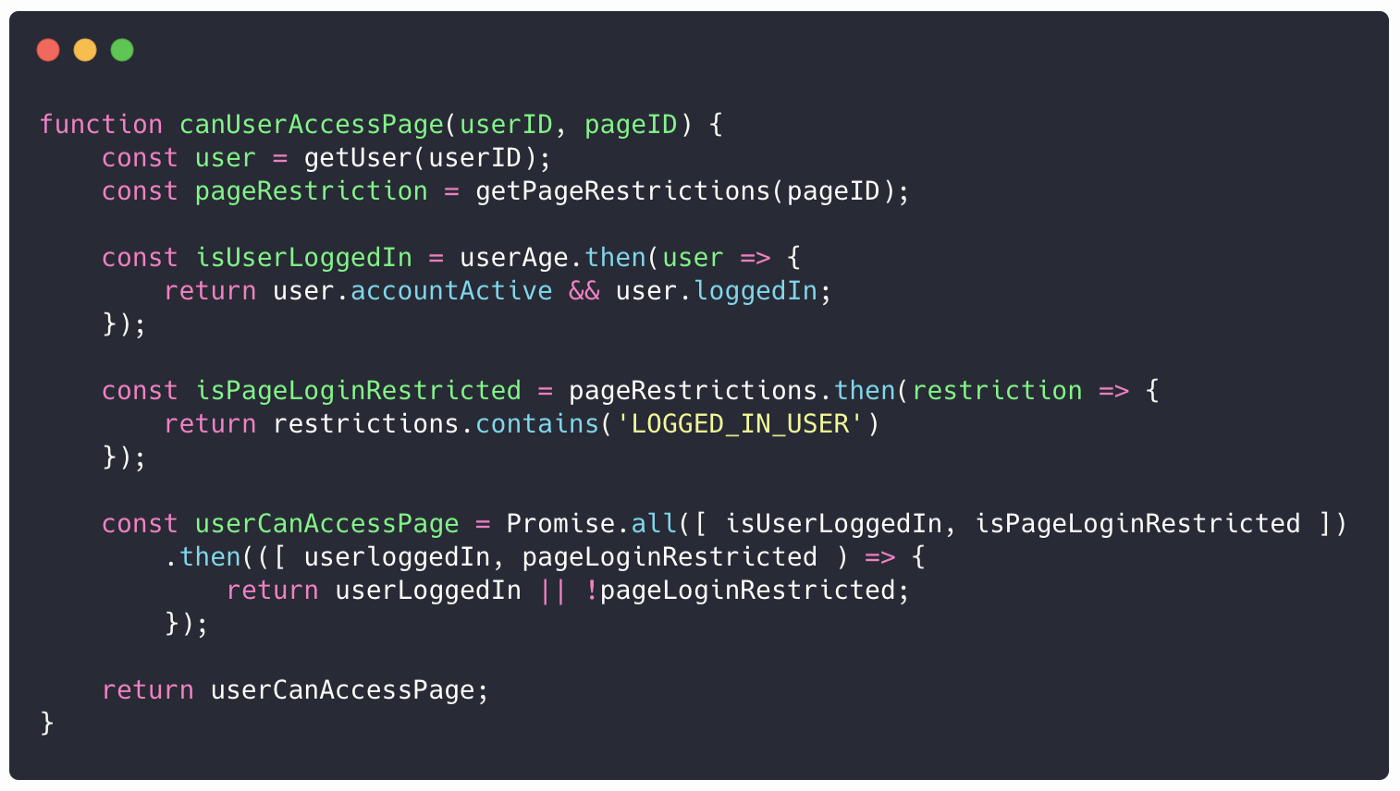 function canUserAccessPage(userID, pageID) {
    const user = getUser(userID);
    const pageRestriction = getPageRestrictions(pageID);

    const isUserLoggedIn = userAge.then(user => {
        return user.accountActive && user.loggedIn;
    });

    const isPageLoginRestricted = pageRestrictions.then(restriction => {
        return restrictions.contains('LOGGED_IN_USER')
    });

    const userCanAccessPage = Promise.all([ isUserLoggedIn, isPageLoginRestricted ])
        .then(([ userloggedIn, pageLoginRestricted ) => {
            return userLoggedIn || !pageLoginRestricted;
        });

    return userCanAccessPage;
}